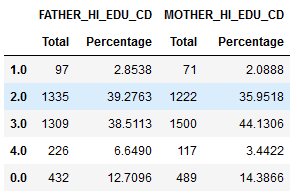 FATHER_HI_EDU_CD MOTHER_HI_EDU_CD
Total Percentage Total Percentage
1.0 97 2.8538 71 2.0888
2.0 1335 39.2763 1222 35.9518
3.0 1309 38.5113 1500 44.1306
4.0 226 6.6490 117 3.4422
0.0 432 12.7096 489 14.3866